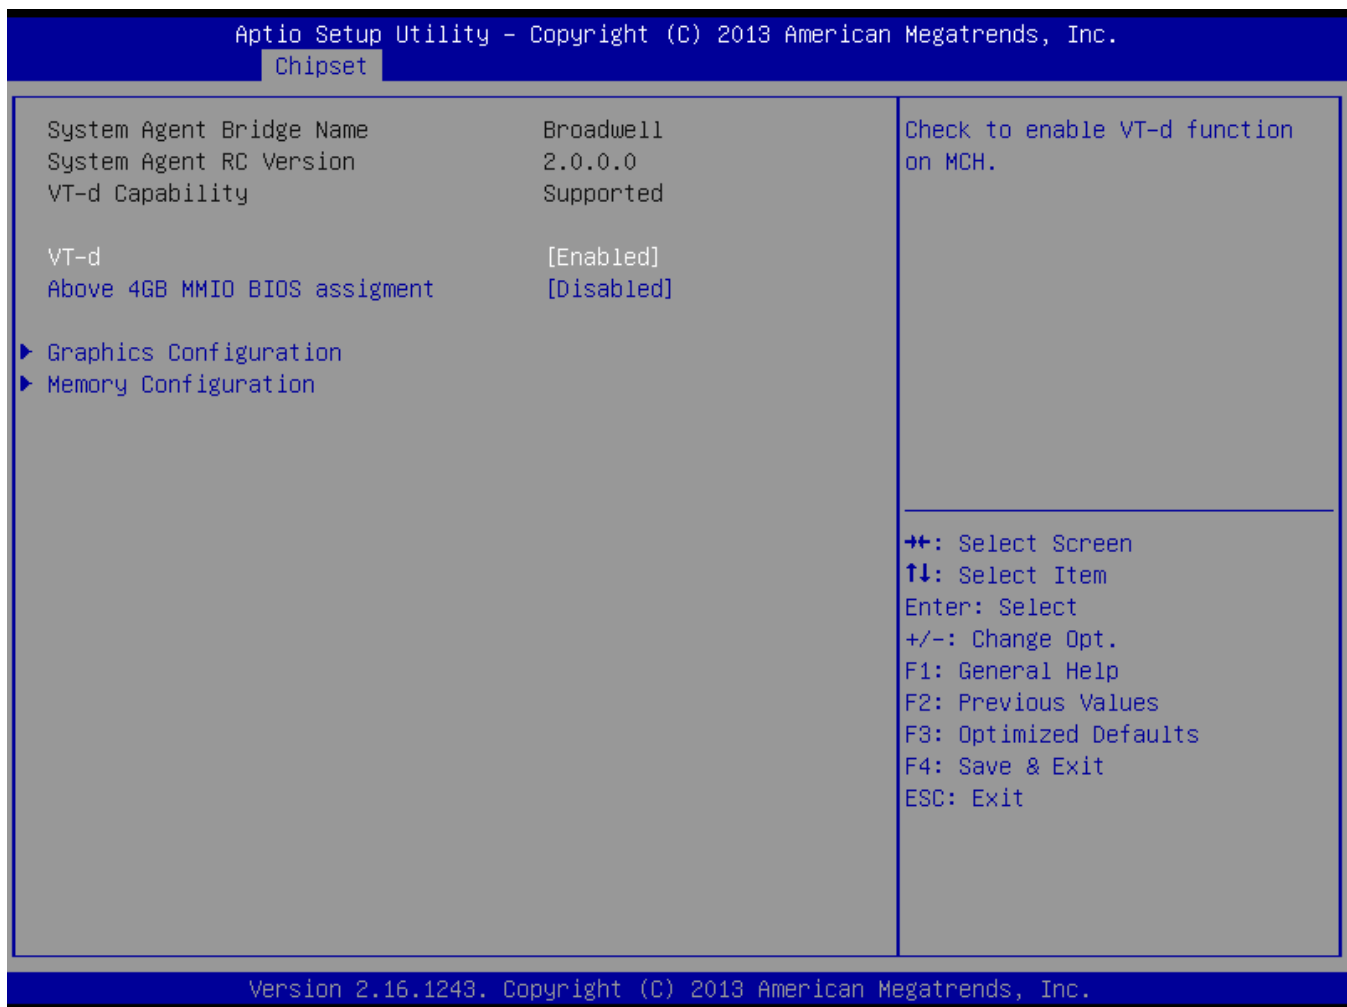 Aptio Setup Utility – Copyright (C) 2013 American Megatrends, Inc.
Chipset
System Agent Bridge Name Broadwell
System Agent RC Version 2.0.0.0
VT-d Capability Supported
VT-d [Enabled]
Above 4GB MMIO BIOS assigment [Disabled]
Graphics Configuration
Memory Configuration
Check to enable VT-d function
on MCH.
→←: Select Screen
↑↓: Select Item
Enter: Select
+/-: Change Opt.
F1: General Help
F2: Previous Values
F3: Optimized Defaults
F4: Save & Exit
ESC: Exit
Version 2.16.1243. Copyright (C) 2013 American Megatrends, Inc.